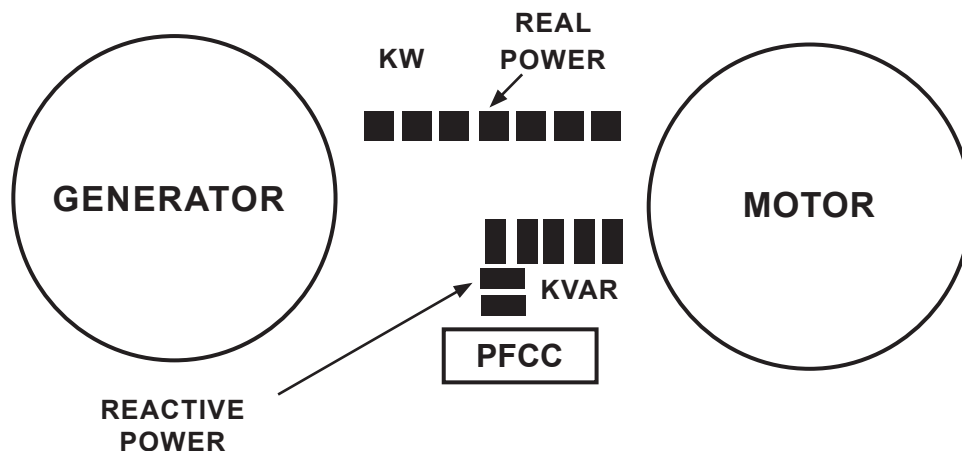 KW
REAL
POWER
GENERATOR
MOTOR
KVAR
PFCC
REACTIVE
POWER